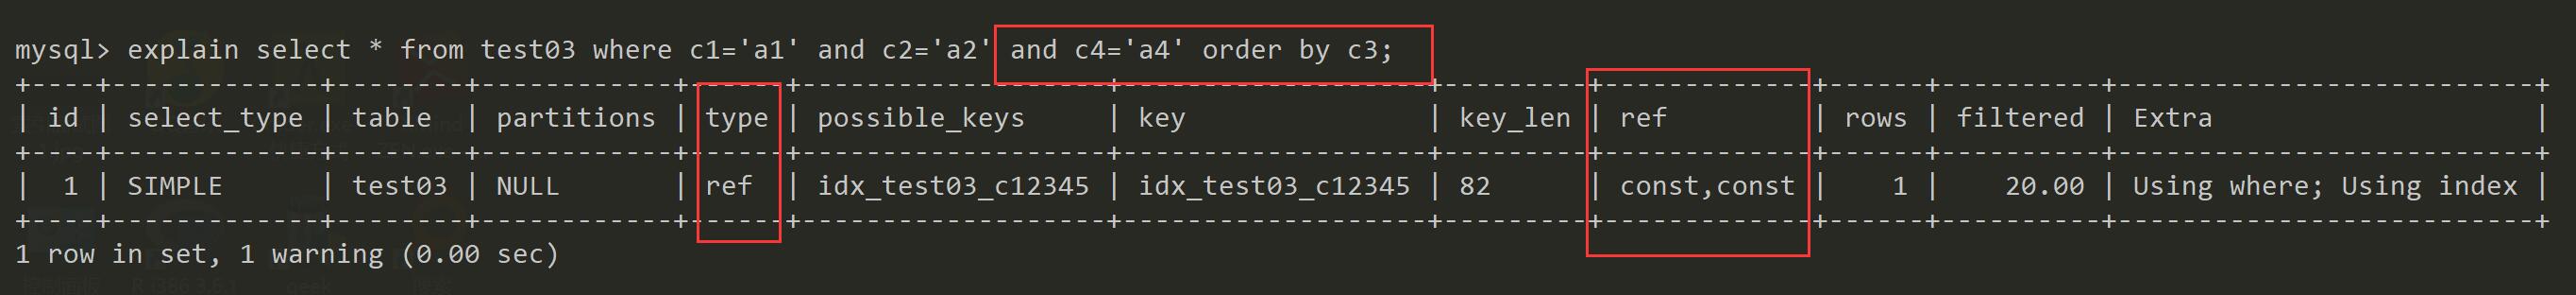 mysql> explain select * from test03 where c1='a1' and c2='a2' and c4='a4' order by c3;
+----+-------------+--------+------------+------+------------------+------------------+---------+-------------+------+----------+--------------------------+
| id | select_type | table  | partitions | type | possible_keys    | key              | key_len | ref         | rows | filtered | Extra                    |
+----+-------------+--------+------------+------+------------------+------------------+---------+-------------+------+----------+--------------------------+
|  1 | SIMPLE      | test03 | NULL       | ref  | idx_test03_c12345 | idx_test03_c12345 | 82      | const,const |    1 |    20.00 | Using where; Using index |
+----+-------------+--------+------------+------+------------------+------------------+---------+-------------+------+----------+--------------------------+
1 row in set, 1 warning (0.00 sec)